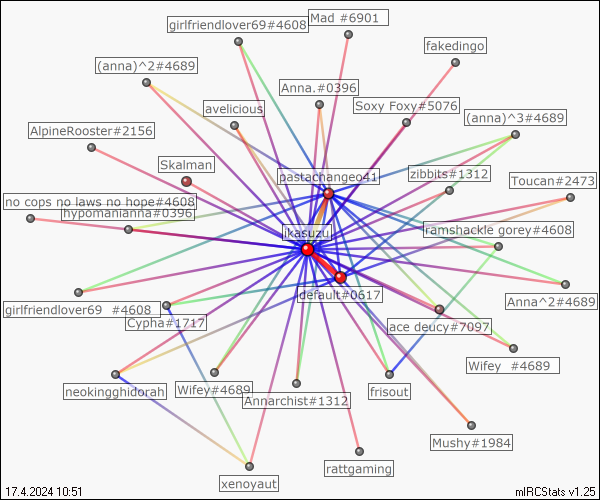 girlfriendlover69#4608
Mad #6901
fakedingo
(anna)^2#4689
Anna.#0396
Soxy Foxy#5076
avelicious
(anna)^3#4689
AlpineRooster#2156
Skalman
pastachangeo41
zibbits#1312
Toucan#2473
no cops no laws no hope#4608
hypomanianna#0396
ikasuzu
ramshackle gorey#4608
default#0617
Anna^2#4689
girlfriendlover69 #4608
Cypha#1717
ace deucy#7097
Wifey #4689
neokingghidorah
Wifey#4689
Annarchist#1312
frisout
Mushy#1984
rattgaming
xenoyaut
17.4.2024 10:51
mIRCStats v1.25